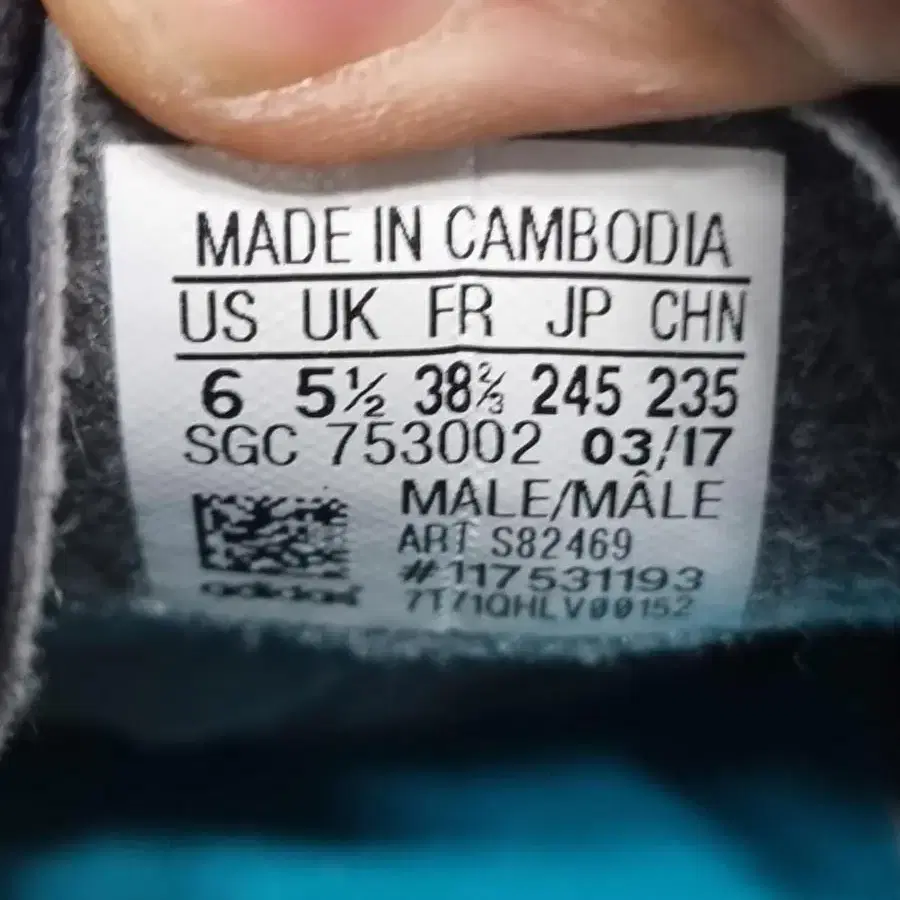 MADE IN CAMBODIA
US UK FR JP CHN
6 5½ 38⅔ 245 235
SGC 753002 03/17
MALE/MÂLE
ART S82469
#117531193
7T71QHLV00152
adidas